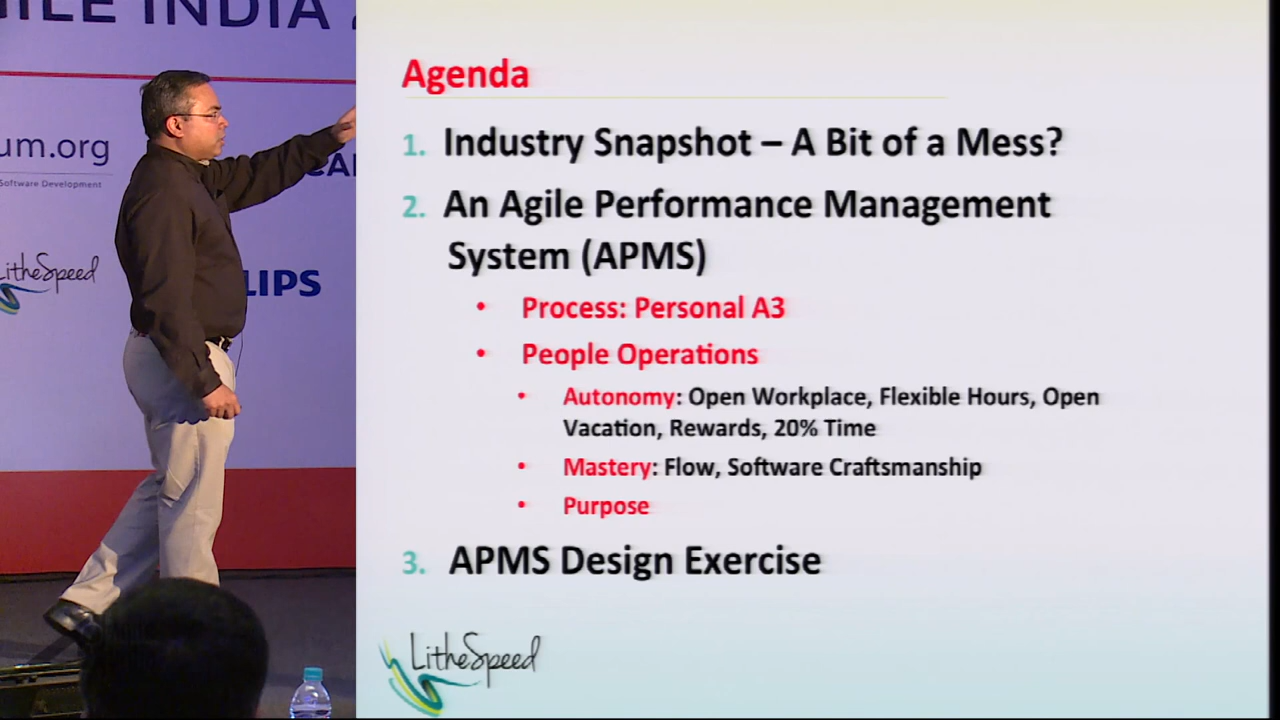 ILE INDIA
um.org
Software Development
LitheSpeed
LIPS
CA
Agenda
1. Industry Snapshot – A Bit of a Mess?
2. An Agile Performance Management
System (APMS)
• Process: Personal A3
• People Operations
• Autonomy: Open Workplace, Flexible Hours, Open
Vacation, Rewards, 20% Time
• Mastery: Flow, Software Craftsmanship
• Purpose
3. APMS Design Exercise
LitheSpeed